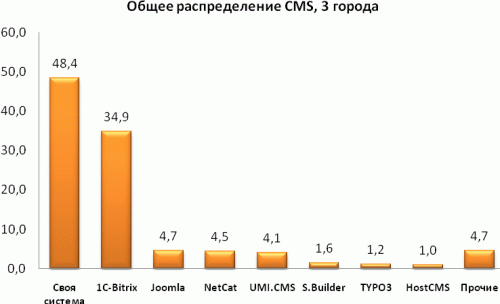 Общее распределение CMS, 3 города
60,0
50,0
40,0
30,0
20,0
10,0
0,0
48,4
34,9
4,7
4,5
4,1
1,6
1,2
1,0
4,7
Своя
система
1C-Bitrix
Joomla
NetCat
UMI.CMS
S.Builder
TYPO3
HostCMS
Прочие